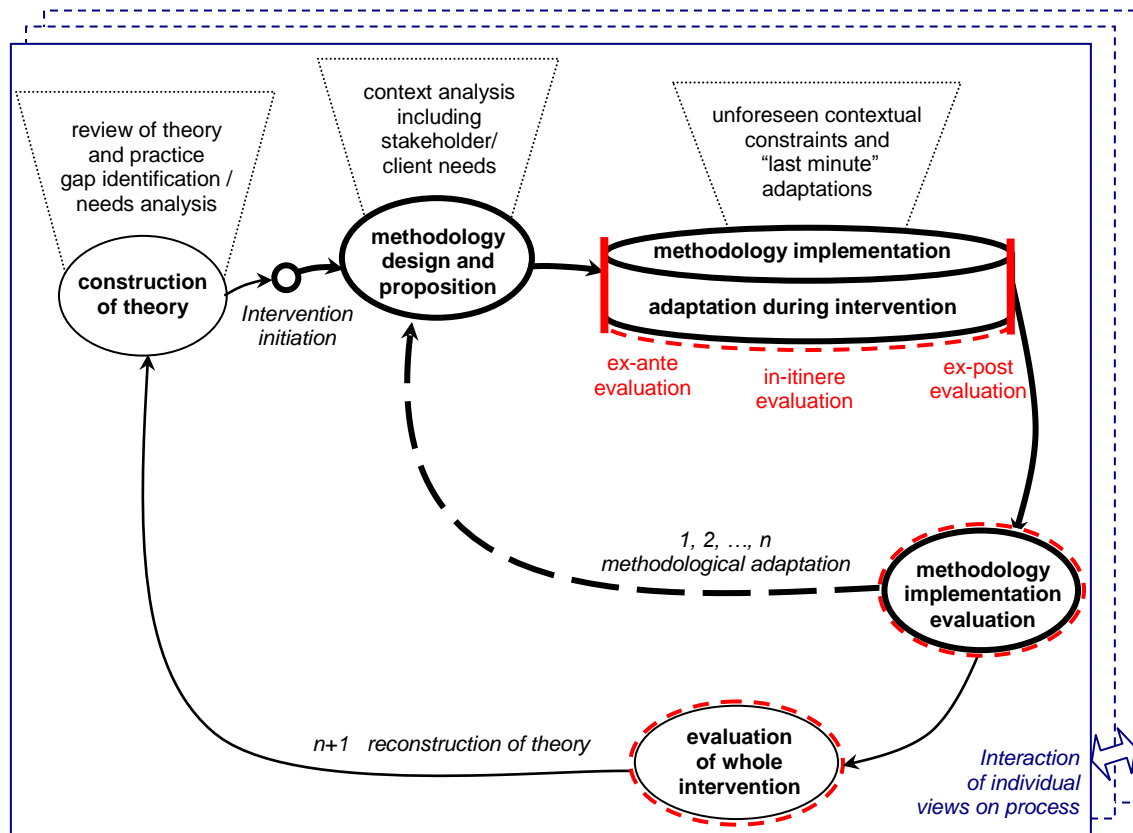 review of theory
and practice
gap identification /
needs analysis
context analysis
including
stakeholder/
client needs
unforeseen contextual
constraints and
“last minute”
adaptations
construction
of theory
Intervention
initiation
methodology
design and
proposition
methodology implementation
adaptation during intervention
ex-ante
evaluation
in-itinere
evaluation
ex-post
evaluation
1, 2, …, n
methodological adaptation
methodology
implementation
evaluation
n+1 reconstruction of theory
evaluation
of whole
intervention
Interaction
of individual
views on process